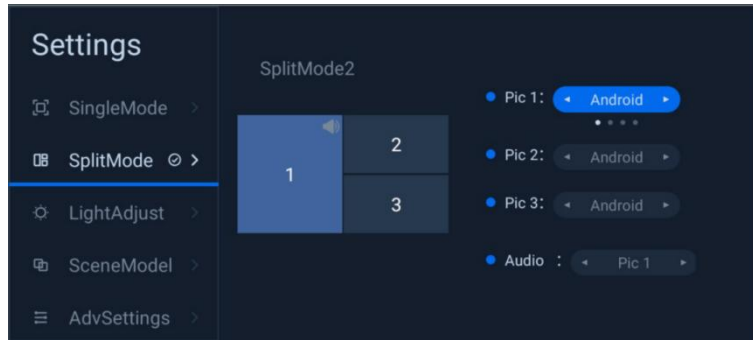 Settings
SingleMode
SplitMode
LightAdjust
SceneModel
AdvSettings
SplitMode2
1
2
3
Pic 1: Android
Pic 2: Android
Pic 3: Android
Audio : Pic 1